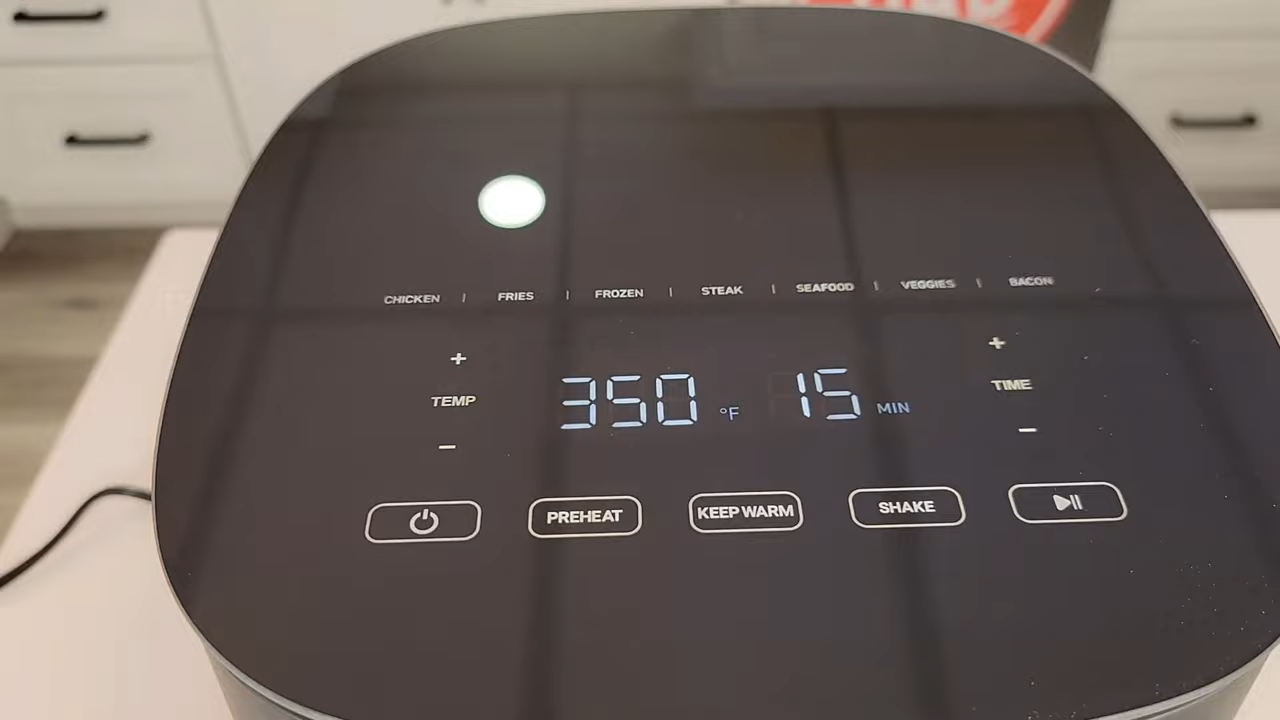 CHICKEN | FRIES | FROZEN | STEAK | SEAFOOD | VEGGIES | BACON
+ +
TEMP 350 °F 15 MIN TIME
− −
PREHEAT KEEP WARM SHAKE